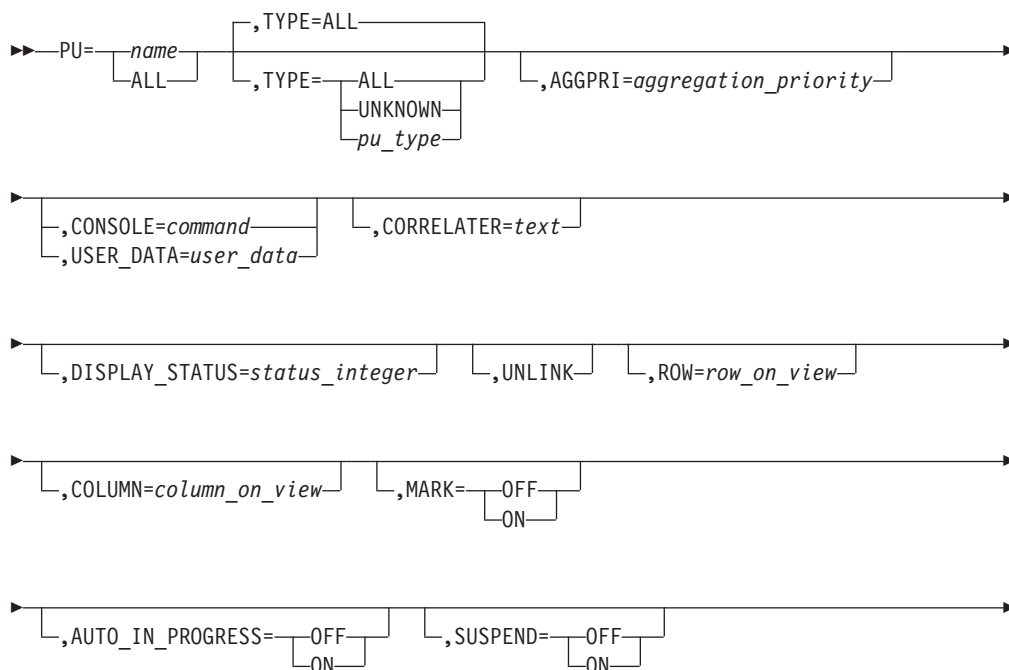 ,TYPE=ALL
PU= name ,TYPE= ALL ,AGGPRI=aggregation_priority
ALL UNKNOWN
pu_type
,CONSOLE=command ,CORRELATER=text
,USER_DATA=user_data
,DISPLAY_STATUS=status_integer ,UNLINK ,ROW=row_on_view
,COLUMN=column_on_view ,MARK= OFF
ON
,AUTO_IN_PROGRESS= OFF ,SUSPEND= OFF
ON ON